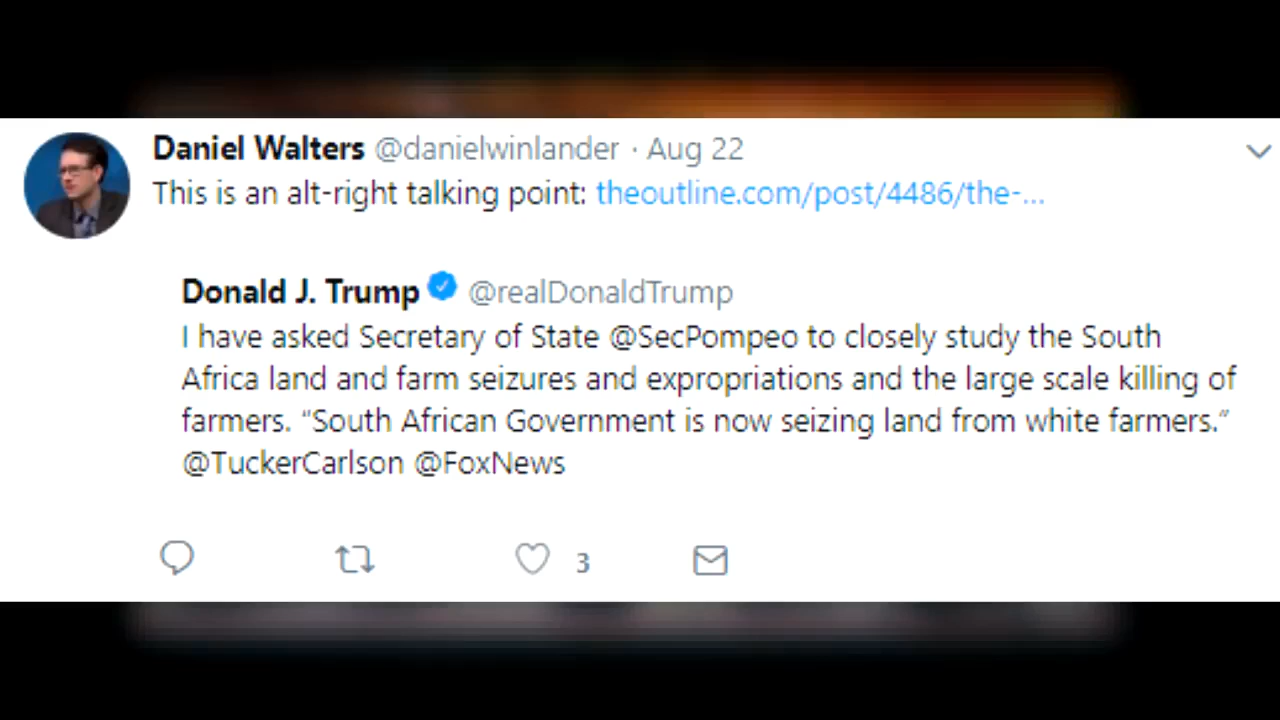 Daniel Walters @danielwinlander · Aug 22
This is an alt-right talking point: theoutline.com/post/4486/the-...
Donald J. Trump @realDonaldTrump
I have asked Secretary of State @SecPompeo to closely study the South
Africa land and farm seizures and expropriations and the large scale killing of
farmers. “South African Government is now seizing land from white farmers.”
@TuckerCarlson @FoxNews
3